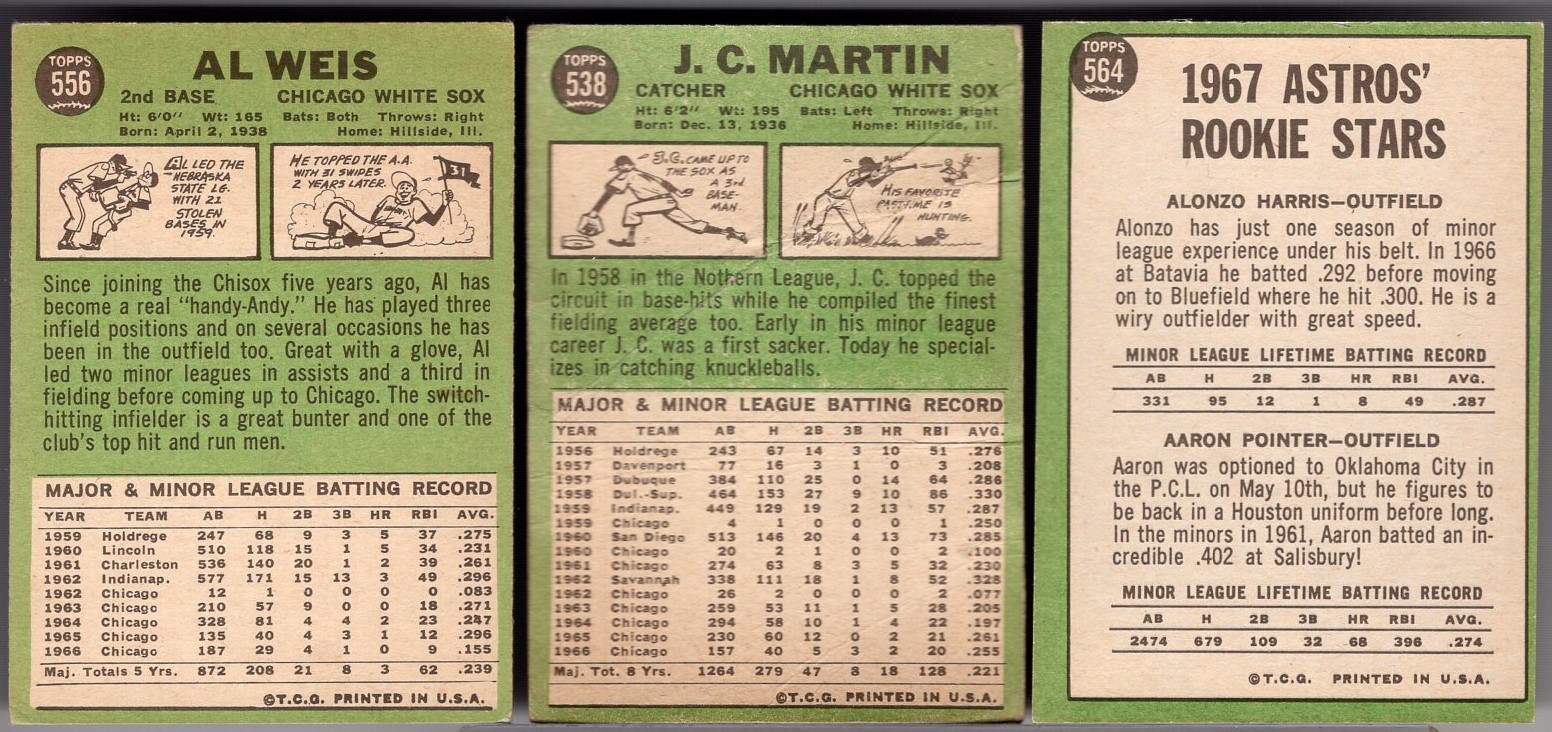 TOPPS
556
AL WEIS
2nd BASE CHICAGO WHITE SOX
Ht: 6'0" Wt: 165 Bats: Both Throws: Right
Born: April 2, 1938 Home: Hillside, Ill.
AL LED THE
NEBRASKA
STATE LG.
WITH 21
STOLEN
BASES IN
1959.
HE TOPPED THE A.A.
WITH 31 SWIPES
2 YEARS LATER.
31
Since joining the Chisox five years ago, Al has
become a real "handy-Andy." He has played three
infield positions and on several occasions he has
been in the outfield too. Great with a glove, Al
led two minor leagues in assists and a third in
fielding before coming up to Chicago. The switch-
hitting infielder is a great bunter and one of the
club's top hit and run men.
MAJOR & MINOR LEAGUE BATTING RECORD
YEAR TEAM AB H 2B 3B HR RBI AVG.
1959 Holdrege 247 68 9 3 5 37 .275
1960 Lincoln 510 118 15 1 5 34 .231
1961 Charleston 536 140 20 1 2 39 .261
1962 Indianap. 577 171 15 13 3 49 .296
1962 Chicago 12 1 0 0 0 0 .083
1963 Chicago 210 57 9 0 0 18 .271
1964 Chicago 328 81 4 4 2 23 .247
1965 Chicago 135 40 4 3 1 12 .296
1966 Chicago 187 29 4 1 0 9 .155
Maj. Totals 5 Yrs. 872 208 21 8 3 62 .239
©T.C.G. PRINTED IN U.S.A.
TOPPS
538
J. C. MARTIN
CATCHER CHICAGO WHITE SOX
Ht: 6'2" Wt: 195 Bats: Left Throws: Right
Born: Dec. 13, 1936 Home: Hillside, Ill.
J.C. CAME UP TO
THE SOX AS
A 3rd
BASE-
MAN.
HIS FAVORITE
PASTIME IS
HUNTING.
In 1958 in the Nothern League, J. C. topped the
circuit in base-hits while he compiled the finest
fielding average too. Early in his minor league
career J. C. was a first sacker. Today he special-
izes in catching knuckleballs.
MAJOR & MINOR LEAGUE BATTING RECORD
YEAR TEAM AB H 2B 3B HR RBI AVG.
1956 Holdrege 243 67 14 3 10 51 .276
1957 Davenport 77 16 3 1 0 3 .208
1957 Dubuque 384 110 25 0 14 64 .286
1958 Dul.-Sup. 464 153 27 9 10 86 .330
1959 Indianap. 449 129 19 2 13 57 .287
1959 Chicago 4 1 0 0 0 1 .250
1960 San Diego 513 146 20 4 13 73 .285
1960 Chicago 20 2 1 0 0 2 .100
1961 Chicago 274 63 8 3 5 32 .230
1962 Savannah 338 111 18 1 8 52 .328
1962 Chicago 26 2 0 0 0 2 .077
1963 Chicago 259 53 11 1 5 28 .205
1964 Chicago 294 58 10 1 4 22 .197
1965 Chicago 230 60 12 0 2 21 .261
1966 Chicago 157 40 5 3 2 20 .255
Maj. Tot. 8 Yrs. 1264 279 47 8 18 128 .221
©T.C.G. PRINTED IN U.S.A.
TOPPS
564
1967 ASTROS'
ROOKIE STARS
ALONZO HARRIS—OUTFIELD
Alonzo has just one season of minor
league experience under his belt. In 1966
at Batavia he batted .292 before moving
on to Bluefield where he hit .300. He is a
wiry outfielder with great speed.
MINOR LEAGUE LIFETIME BATTING RECORD
AB H 2B 3B HR RBI AVG.
331 95 12 1 8 49 .287
AARON POINTER—OUTFIELD
Aaron was optioned to Oklahoma City in
the P.C.L. on May 10th, but he figures to
be back in a Houston uniform before long.
In the minors in 1961, Aaron batted an in-
credible .402 at Salisbury!
MINOR LEAGUE LIFETIME BATTING RECORD
AB H 2B 3B HR RBI AVG.
2474 679 109 32 68 396 .274
©T.C.G. PRINTED IN U.S.A.